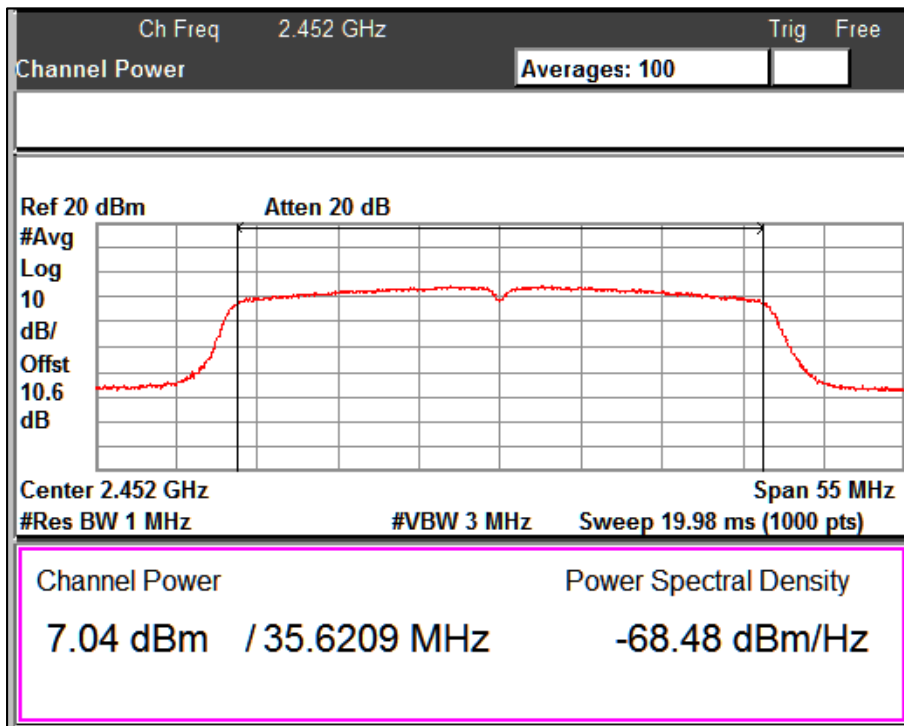 Ch Freq 2.452 GHz Trig Free
Channel Power Averages: 100
Ref 20 dBm Atten 20 dB
#Avg
Log
10
dB/
Offst
10.6
dB
Center 2.452 GHz Span 55 MHz
#Res BW 1 MHz #VBW 3 MHz Sweep 19.98 ms (1000 pts)
Channel Power Power Spectral Density
7.04 dBm / 35.6209 MHz -68.48 dBm/Hz